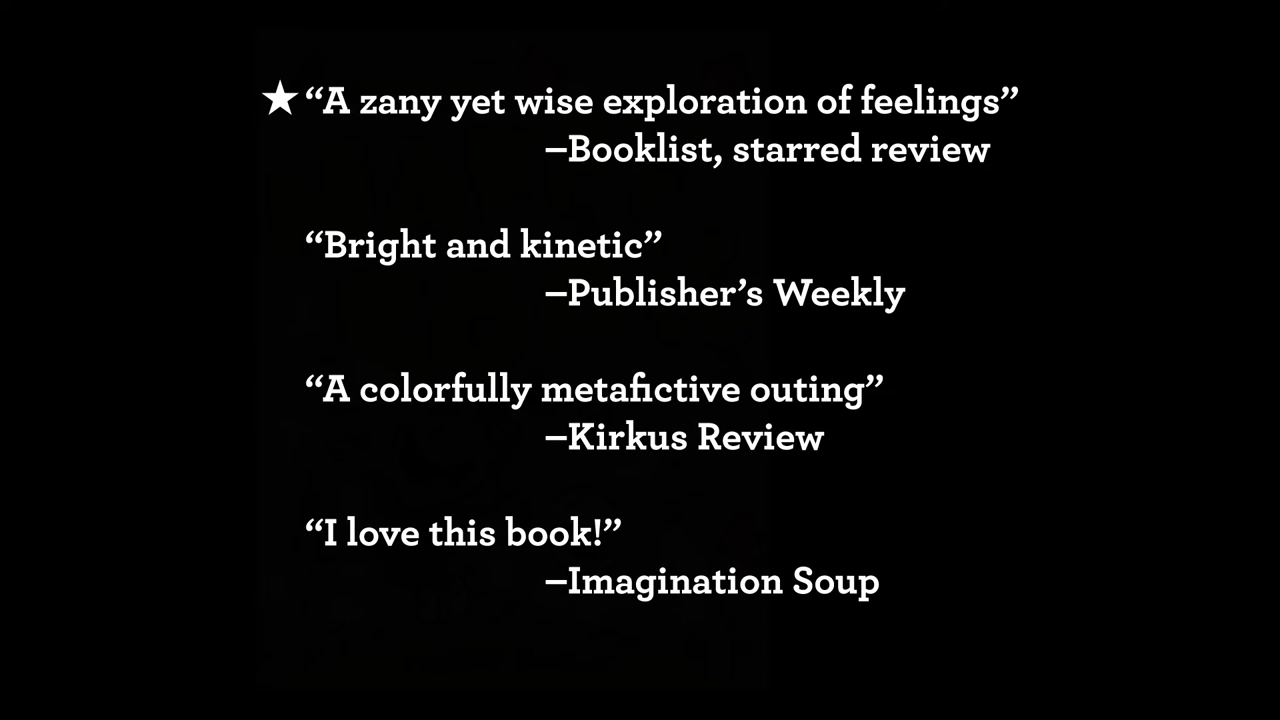 ★“A zany yet wise exploration of feelings”
–Booklist, starred review
“Bright and kinetic”
–Publisher’s Weekly
“A colorfully metafictive outing”
–Kirkus Review
“I love this book!”
–Imagination Soup